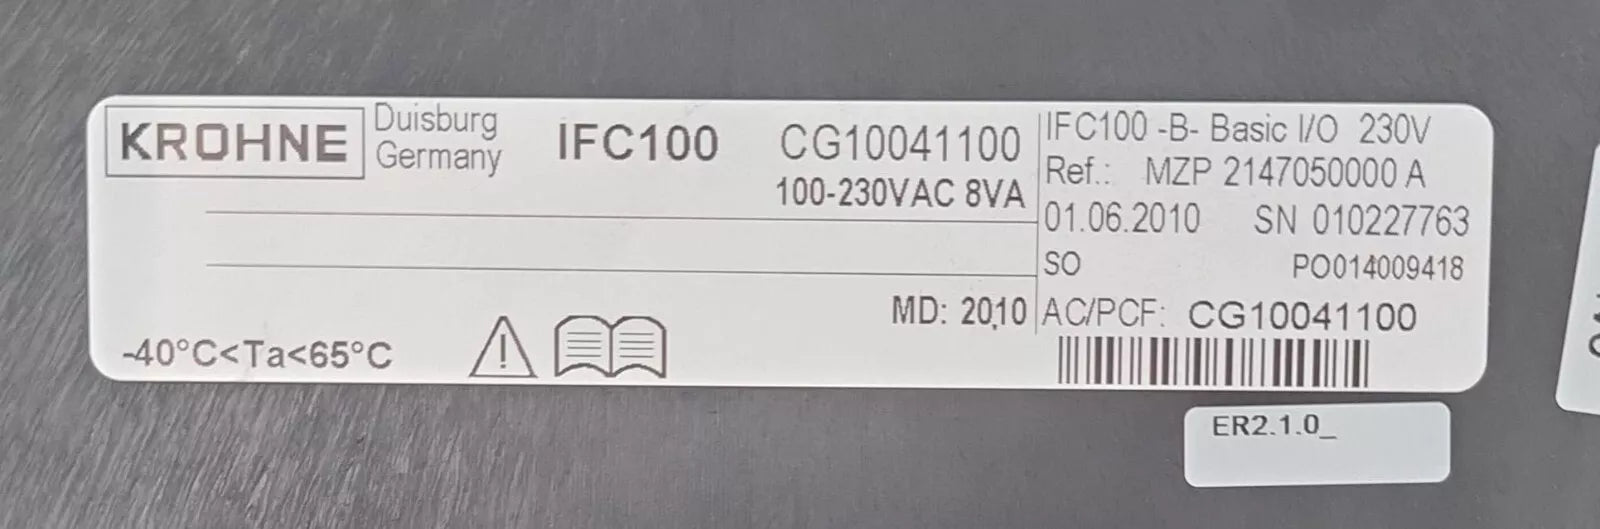 KROHNE
Duisburg
Germany
IFC100
CG10041100
100-230VAC 8VA
MD: 2010
-40°C<Ta<65°C
IFC100 -B- Basic I/O 230V
Ref.: MZP 2147050000 A
01.06.2010 SN 010227763
SO PO014009418
AC/PCF: CG10041100
ER2.1.0_